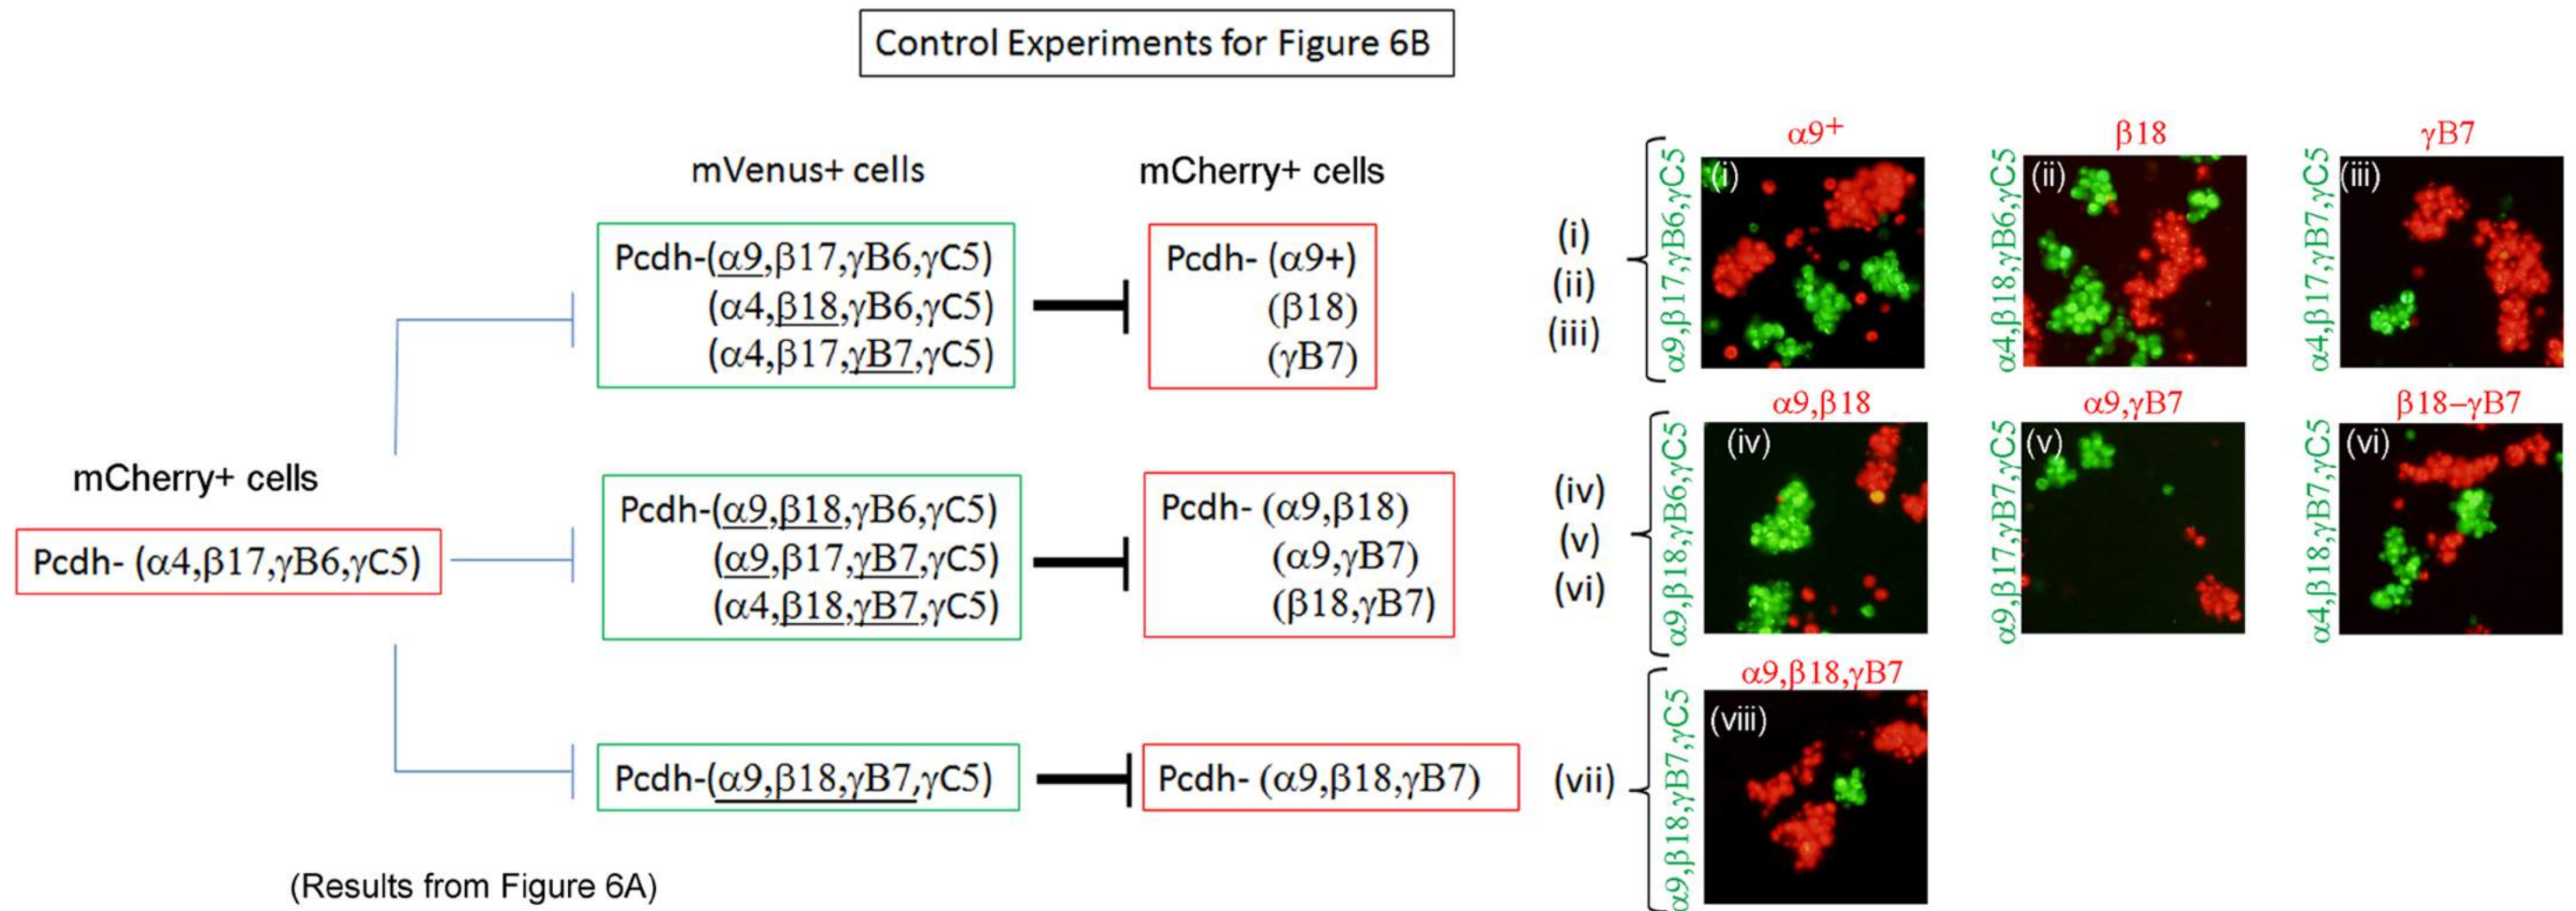 Control Experiments for Figure 6B
mVenus+ cells
mCherry+ cells
Pcdh-(α9,β17,γB6,γC5)
(α4,β18,γB6,γC5)
(α4,β17,γB7,γC5)
Pcdh- (α9+)
(β18)
(γB7)
(i)
(ii)
(iii)
mCherry+ cells
Pcdh- (α4,β17,γB6,γC5)
Pcdh-(α9,β18,γB6,γC5)
(α9,β17,γB7,γC5)
(α4,β18,γB7,γC5)
Pcdh- (α9,β18)
(α9,γB7)
(β18,γB7)
(iv)
(v)
(vi)
Pcdh-(α9,β18,γB7,γC5)
Pcdh- (α9,β18,γB7)
(vii)
(Results from Figure 6A)
α9+
α9,β17,γB6,γC5
(i)
β18
α4,β18,γB6,γC5
(ii)
γB7
α4,β17,γB7,γC5
(iii)
α9,β18
α9,β18,γB6,γC5
(iv)
α9,γB7
α9,β17,γB7,γC5
(v)
β18–γB7
α4,β18,γB7,γC5
(vi)
α9,β18,γB7
α9,β18,γB7,γC5
(viii)